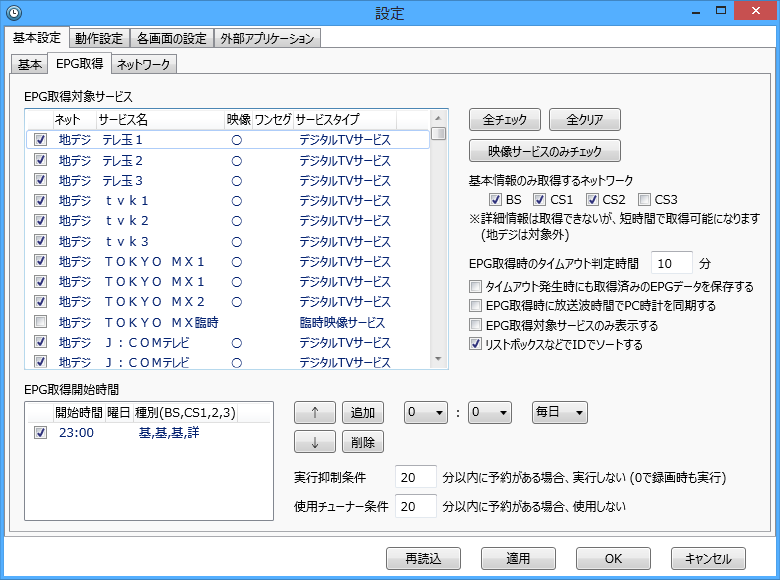 設定
基本設定 動作設定 各画面の設定 外部アプリケーション
基本 EPG取得 ネットワーク
EPG取得対象サービス
ネット サービス名 映像 ワンセグ サービスタイプ
地デジ テレ玉１ ○ デジタルTVサービス
地デジ テレ玉２ ○ デジタルTVサービス
地デジ テレ玉３ ○ デジタルTVサービス
地デジ ｔｖｋ１ ○ デジタルTVサービス
地デジ ｔｖｋ２ ○ デジタルTVサービス
地デジ ｔｖｋ３ ○ デジタルTVサービス
地デジ ＴＯＫＹＯ　ＭＸ１ ○ デジタルTVサービス
地デジ ＴＯＫＹＯ　ＭＸ１ ○ デジタルTVサービス
地デジ ＴＯＫＹＯ　ＭＸ２ ○ デジタルTVサービス
地デジ ＴＯＫＹＯ　ＭＸ臨時 臨時映像サービス
地デジ Ｊ：ＣＯＭテレビ ○ デジタルTVサービス
地デジ Ｊ：ＣＯＭテレビ ○ デジタルTVサービス
全チェック 全クリア
映像サービスのみチェック
基本情報のみ取得するネットワーク
BS CS1 CS2 CS3
※詳細情報は取得できないが、短時間で取得可能になります
(地デジは対象外)
EPG取得時のタイムアウト判定時間 10 分
タイムアウト発生時にも取得済みのEPGデータを保存する
EPG取得時に放送波時間でPC時計を同期する
EPG取得対象サービスのみ表示する
リストボックスなどでIDでソートする
EPG取得開始時間
開始時間 曜日 種別(BS,CS1,2,3)
23:00 基,基,基,詳
↑ 追加 0 : 0 毎日
↓ 削除
実行抑制条件 20 分以内に予約がある場合、実行しない (0で録画時も実行)
使用チューナー条件 20 分以内に予約がある場合、使用しない
再読込 適用 OK キャンセル